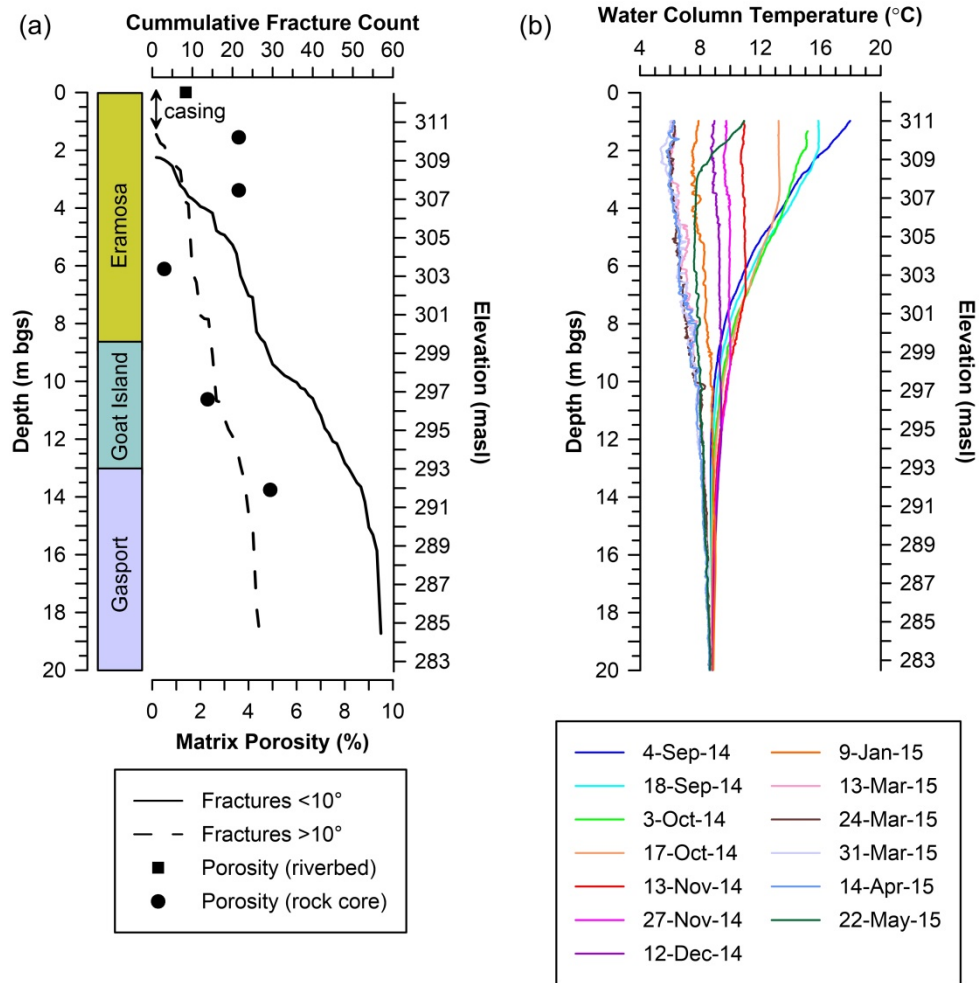 (a)
Cummulative Fracture Count
0 10 20 30 40 50 60
Depth (m bgs)
0
2
4
6
8
10
12
14
16
18
20
Eramosa
Goat Island
Gasport
casing
311
309
307
305
303
301
299
297
295
293
291
289
287
285
283
Elevation (masl)
0 2 4 6 8 10
Matrix Porosity (%)
Fractures <10°
Fractures >10°
Porosity (riverbed)
Porosity (rock core)
(b)
Water Column Temperature (°C)
4 8 12 16 20
Depth (m bgs)
0
2
4
6
8
10
12
14
16
18
20
311
309
307
305
303
301
299
297
295
293
291
289
287
285
283
Elevation (masl)
4-Sep-14
18-Sep-14
3-Oct-14
17-Oct-14
13-Nov-14
27-Nov-14
12-Dec-14
9-Jan-15
13-Mar-15
24-Mar-15
31-Mar-15
14-Apr-15
22-May-15